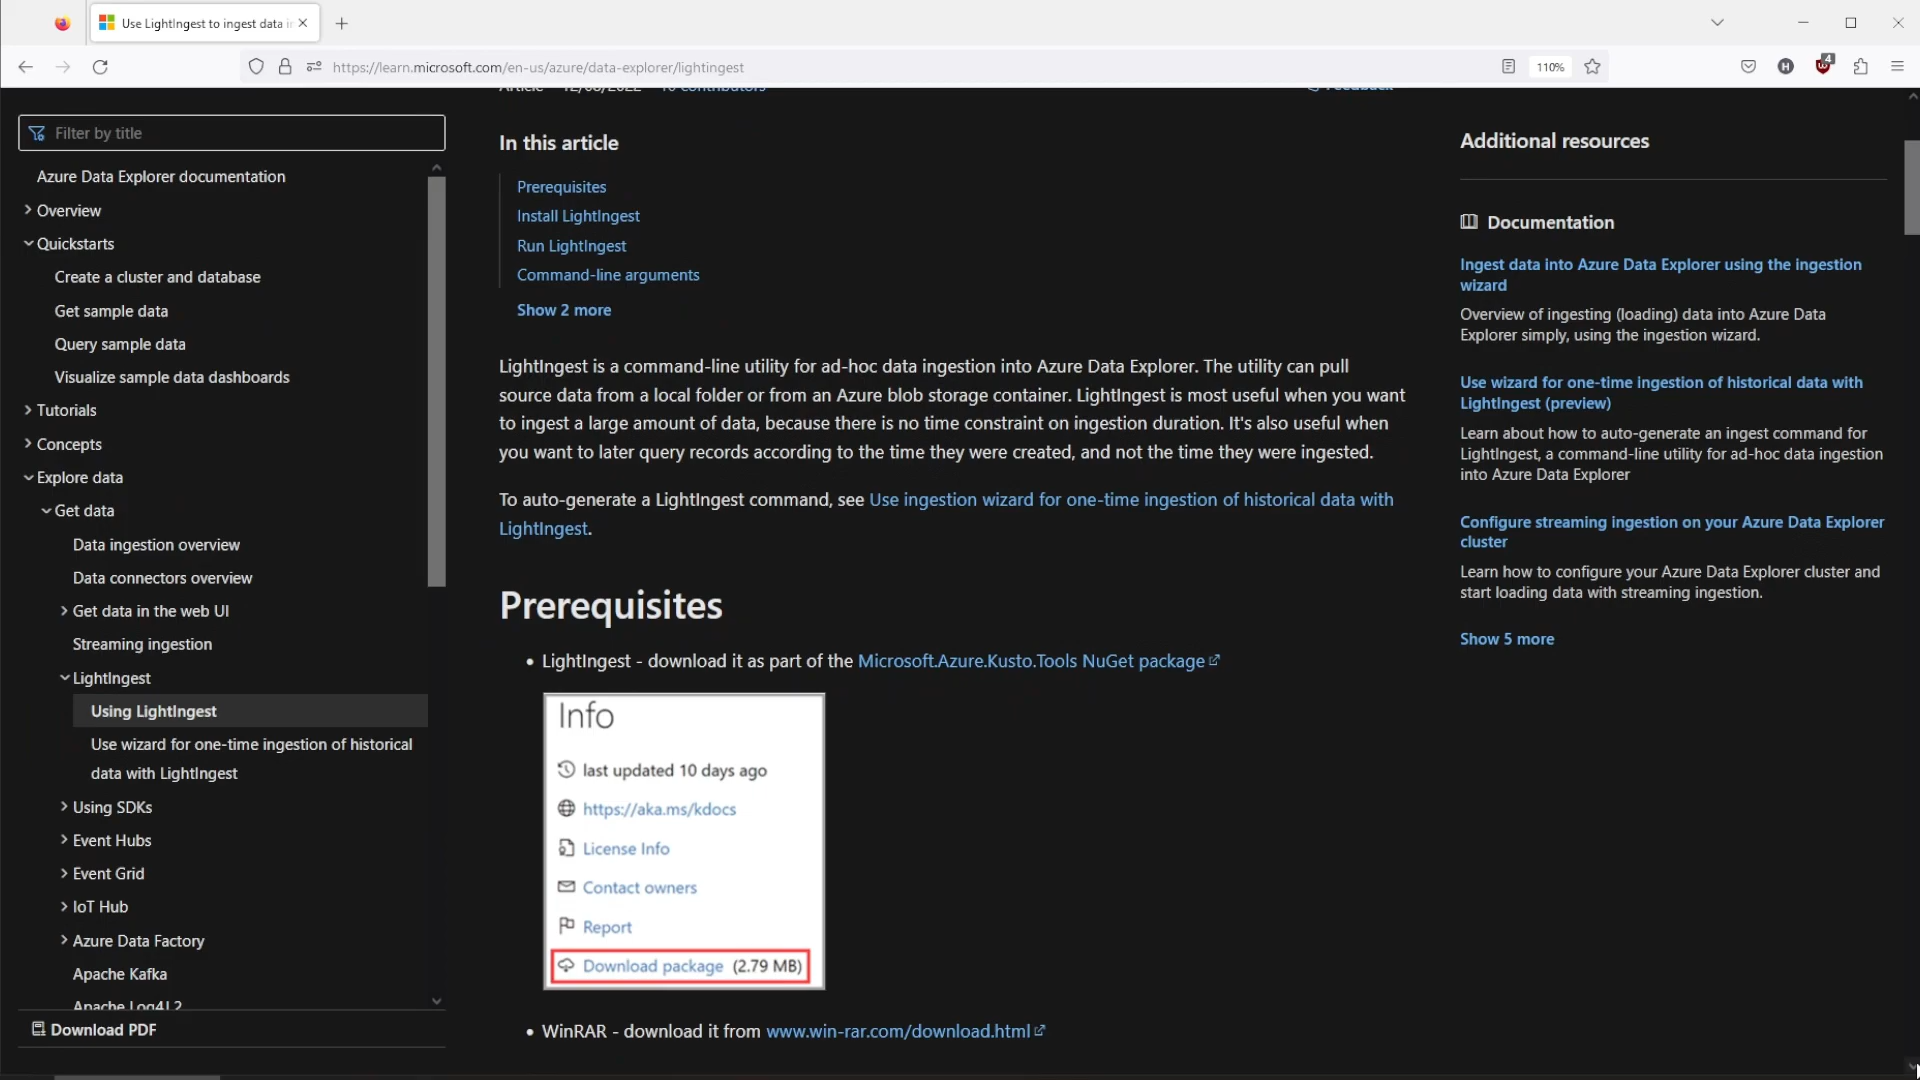 Use LightIngest to ingest data i
https://learn.microsoft.com/en-us/azure/data-explorer/lightingest
110%
4
Article 12/08/2022 10 contributors
Feedback
Filter by title
Azure Data Explorer documentation
Overview
Quickstarts
Create a cluster and database
Get sample data
Query sample data
Visualize sample data dashboards
Tutorials
Concepts
Explore data
Get data
Data ingestion overview
Data connectors overview
Get data in the web UI
Streaming ingestion
LightIngest
Using LightIngest
Use wizard for one-time ingestion of historical
data with LightIngest
Using SDKs
Event Hubs
Event Grid
IoT Hub
Azure Data Factory
Apache Kafka
Apache Log4J 2
Download PDF
In this article
Prerequisites
Install LightIngest
Run LightIngest
Command-line arguments
Show 2 more
LightIngest is a command-line utility for ad-hoc data ingestion into Azure Data Explorer. The utility can pull
source data from a local folder or from an Azure blob storage container. LightIngest is most useful when you want
to ingest a large amount of data, because there is no time constraint on ingestion duration. It's also useful when
you want to later query records according to the time they were created, and not the time they were ingested.
To auto-generate a LightIngest command, see Use ingestion wizard for one-time ingestion of historical data with
LightIngest.
Prerequisites
• LightIngest - download it as part of the Microsoft.Azure.Kusto.Tools NuGet package
Info
last updated 10 days ago
https://aka.ms/kdocs
License Info
Contact owners
Report
Download package (2.79 MB)
• WinRAR - download it from www.win-rar.com/download.html
Additional resources
Documentation
Ingest data into Azure Data Explorer using the ingestion
wizard
Overview of ingesting (loading) data into Azure Data
Explorer simply, using the ingestion wizard.
Use wizard for one-time ingestion of historical data with
LightIngest (preview)
Learn about how to auto-generate an ingest command for
LightIngest, a command-line utility for ad-hoc data ingestion
into Azure Data Explorer
Configure streaming ingestion on your Azure Data Explorer
cluster
Learn how to configure your Azure Data Explorer cluster and
start loading data with streaming ingestion.
Show 5 more